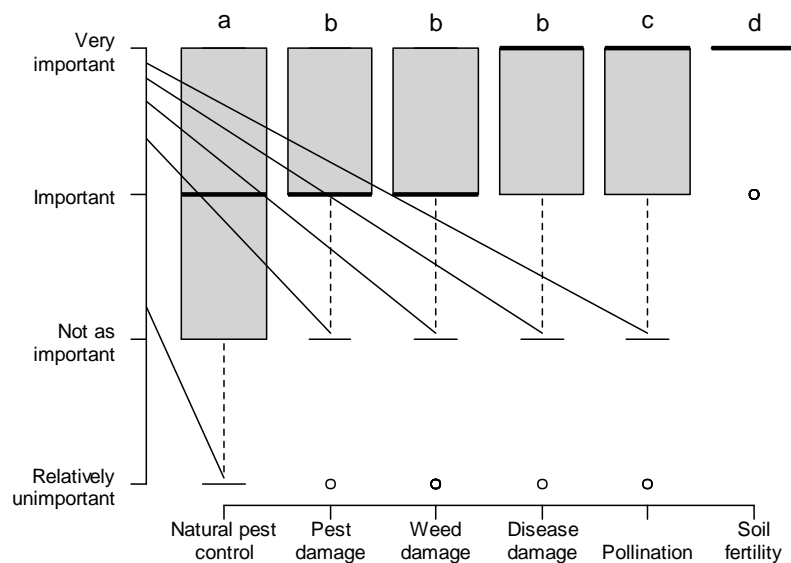 a b b b c d
Very
important
Important
Not as
important
Relatively
unimportant
Natural pest
control
Pest
damage
Weed
damage
Disease
damage
Pollination
Soil
fertility